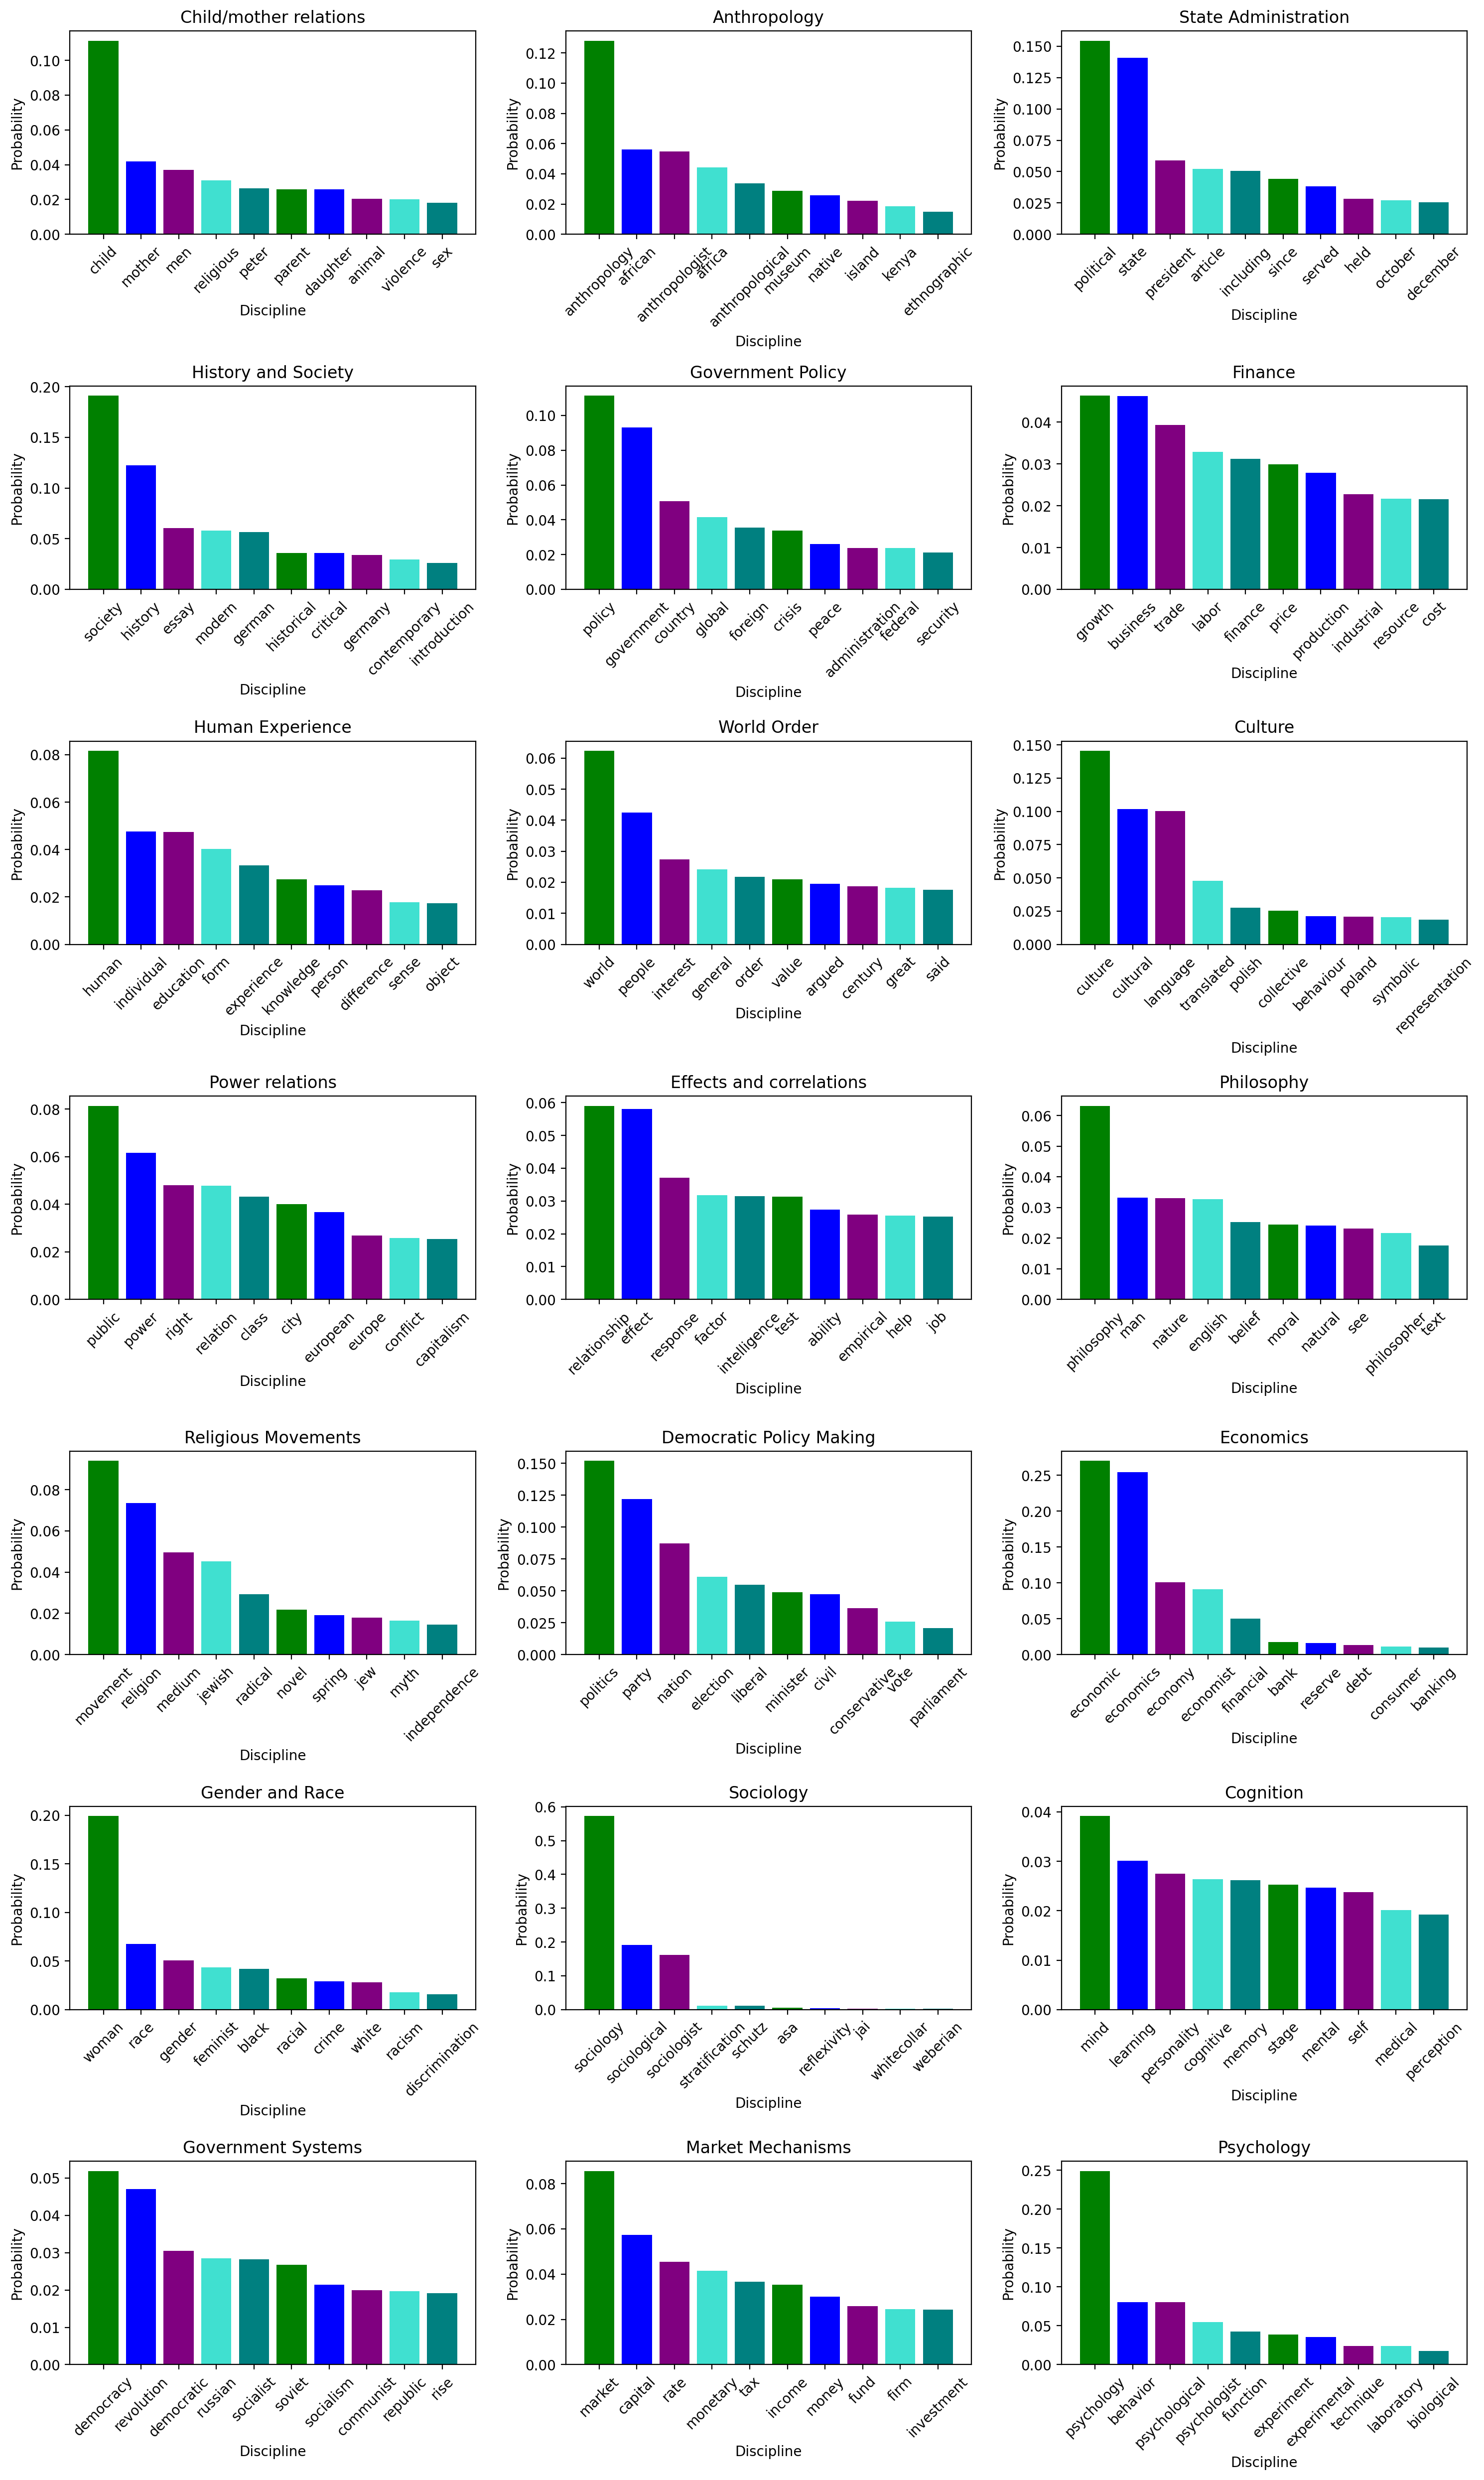 Child/mother relations
Probability
0.10
0.08
0.06
0.04
0.02
0.00
child
mother
men
religious
peter
parent
daughter
animal
violence
sex
Discipline
Anthropology
Probability
0.12
0.10
0.08
0.06
0.04
0.02
0.00
anthropology
african
anthropologist
africa
anthropological
museum
native
island
kenya
ethnographic
Discipline
State Administration
Probability
0.150
0.125
0.100
0.075
0.050
0.025
0.000
political
state
president
article
including
since
served
held
october
december
Discipline
History and Society
Probability
0.20
0.15
0.10
0.05
0.00
society
history
essay
modern
german
historical
critical
germany
contemporary
introduction
Discipline
Government Policy
Probability
0.10
0.08
0.06
0.04
0.02
0.00
policy
government
country
global
foreign
crisis
peace
administration
federal
security
Discipline
Finance
Probability
0.04
0.03
0.02
0.01
0.00
growth
business
trade
labor
finance
price
production
industrial
resource
cost
Discipline
Human Experience
Probability
0.08
0.06
0.04
0.02
0.00
human
individual
education
form
experience
knowledge
person
difference
sense
object
Discipline
World Order
Probability
0.06
0.05
0.04
0.03
0.02
0.01
0.00
world
people
interest
general
order
value
argued
century
great
said
Discipline
Culture
Probability
0.150
0.125
0.100
0.075
0.050
0.025
0.000
culture
cultural
language
translated
polish
collective
behaviour
poland
symbolic
representation
Discipline
Power relations
Probability
0.08
0.06
0.04
0.02
0.00
public
power
right
relation
class
city
european
europe
conflict
capitalism
Discipline
Effects and correlations
Probability
0.06
0.05
0.04
0.03
0.02
0.01
0.00
relationship
effect
response
factor
intelligence
test
ability
empirical
help
job
Discipline
Philosophy
Probability
0.06
0.05
0.04
0.03
0.02
0.01
0.00
philosophy
man
nature
english
belief
moral
natural
see
philosopher
text
Discipline
Religious Movements
Probability
0.08
0.06
0.04
0.02
0.00
movement
religion
medium
jewish
radical
novel
spring
jew
myth
independence
Discipline
Democratic Policy Making
Probability
0.150
0.125
0.100
0.075
0.050
0.025
0.000
politics
party
nation
election
liberal
minister
civil
conservative
vote
parliament
Discipline
Economics
Probability
0.25
0.20
0.15
0.10
0.05
0.00
economic
economics
economy
economist
financial
bank
reserve
debt
consumer
banking
Discipline
Gender and Race
Probability
0.20
0.15
0.10
0.05
0.00
woman
race
gender
feminist
black
racial
crime
white
racism
discrimination
Discipline
Sociology
Probability
0.6
0.5
0.4
0.3
0.2
0.1
0.0
sociology
sociological
sociologist
stratification
schutz
asa
reflexivity
jai
whitecollar
weberian
Discipline
Cognition
Probability
0.04
0.03
0.02
0.01
0.00
mind
learning
personality
cognitive
memory
stage
mental
self
medical
perception
Discipline
Government Systems
Probability
0.05
0.04
0.03
0.02
0.01
0.00
democracy
revolution
democratic
russian
socialist
soviet
socialism
communist
republic
rise
Discipline
Market Mechanisms
Probability
0.08
0.06
0.04
0.02
0.00
market
capital
rate
monetary
tax
income
money
fund
firm
investment
Discipline
Psychology
Probability
0.25
0.20
0.15
0.10
0.05
0.00
psychology
behavior
psychological
psychologist
function
experiment
experimental
technique
laboratory
biological
Discipline